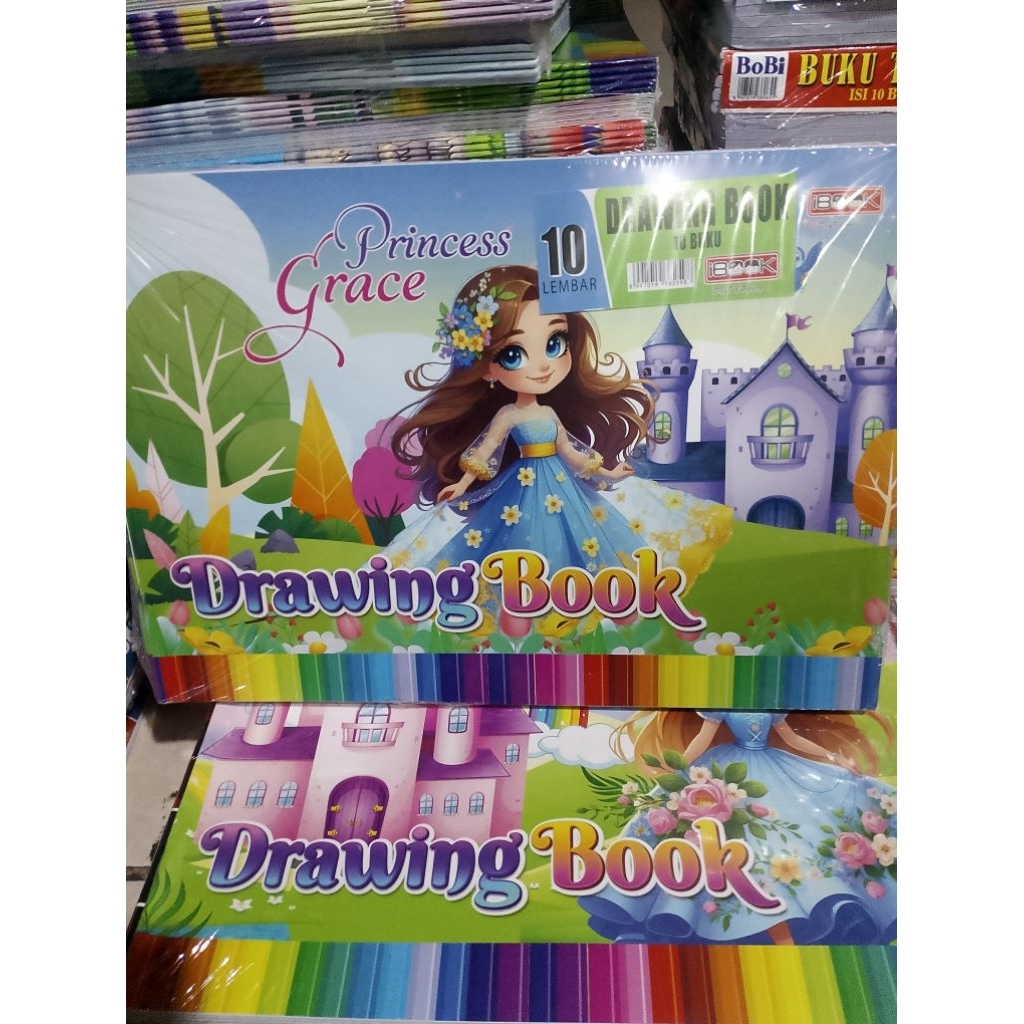 BoBi
BUKU
ISI 10 B
Princess
Grace
10
LEMBAR
DRAWING BOOK
10 BUKU
iBOOK
iBOOK
Drawing Book
Drawing Book